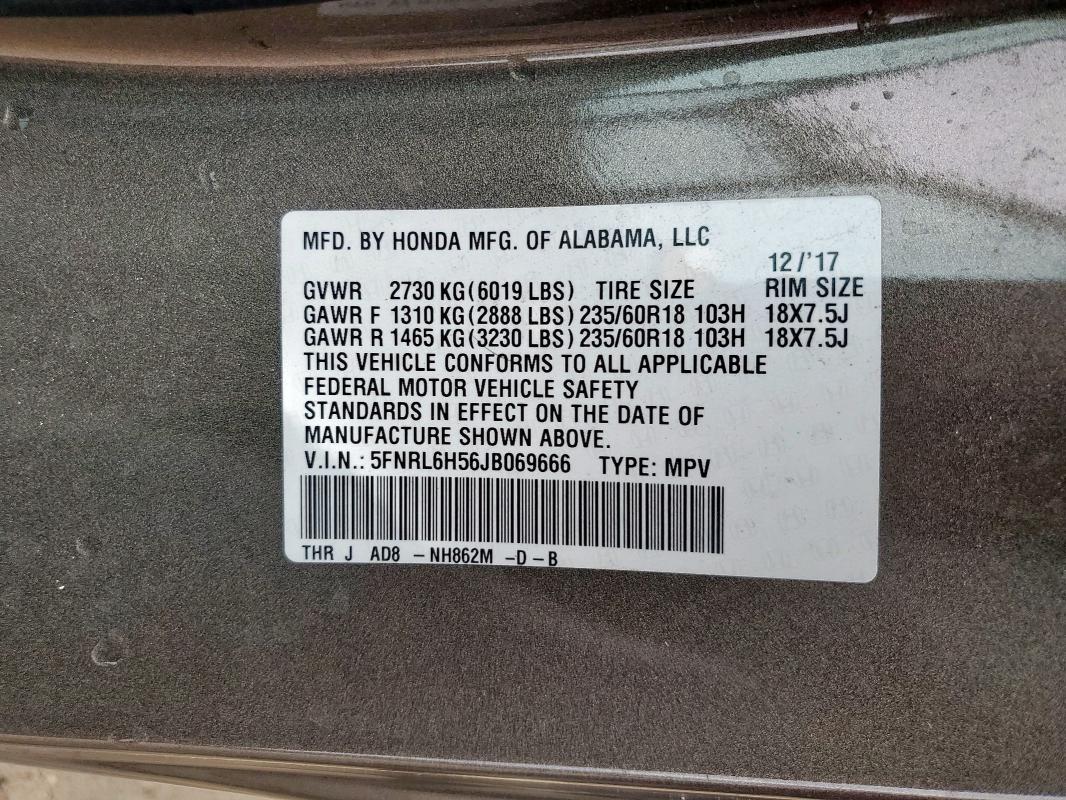 MFD. BY HONDA MFG. OF ALABAMA, LLC
12/'17
GVWR 2730 KG(6019 LBS) TIRE SIZE RIM SIZE
GAWR F 1310 KG(2888 LBS) 235/60R18 103H 18X7.5J
GAWR R 1465 KG(3230 LBS) 235/60R18 103H 18X7.5J
THIS VEHICLE CONFORMS TO ALL APPLICABLE
FEDERAL MOTOR VEHICLE SAFETY
STANDARDS IN EFFECT ON THE DATE OF
MANUFACTURE SHOWN ABOVE.
V.I.N.: 5FNRL6H56JB069666 TYPE: MPV
THR J AD8 -NH862M -D-B